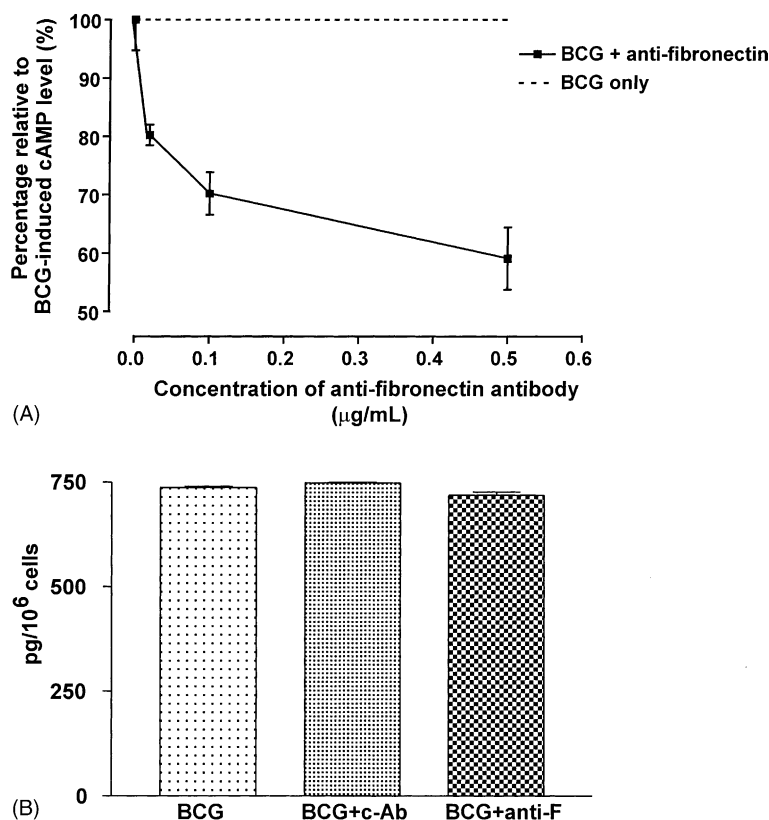 Percentage relative to
BCG-induced cAMP level (%)
100
90
80
70
60
50
BCG + anti-fibronectin
BCG only
0.0 0.1 0.2 0.3 0.4 0.5 0.6
Concentration of anti-fibronectin antibody
(μg/mL)
(A)
pg/10⁶ cells
750
500
250
0
BCG BCG+c-Ab BCG+anti-F
(B)